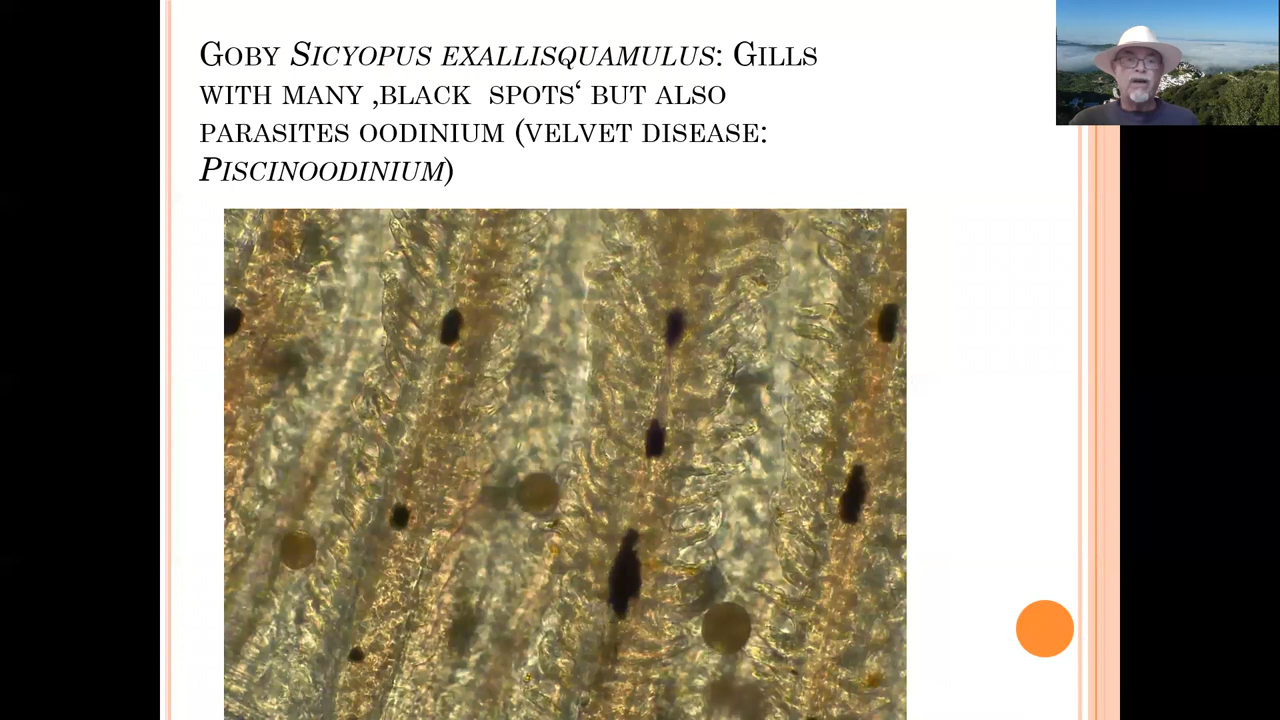 Goby Sicyopus exallisquamulus: Gills
with many ‚black  spots‘ but also
parasites oodinium (velvet disease:
Piscinoodinium)